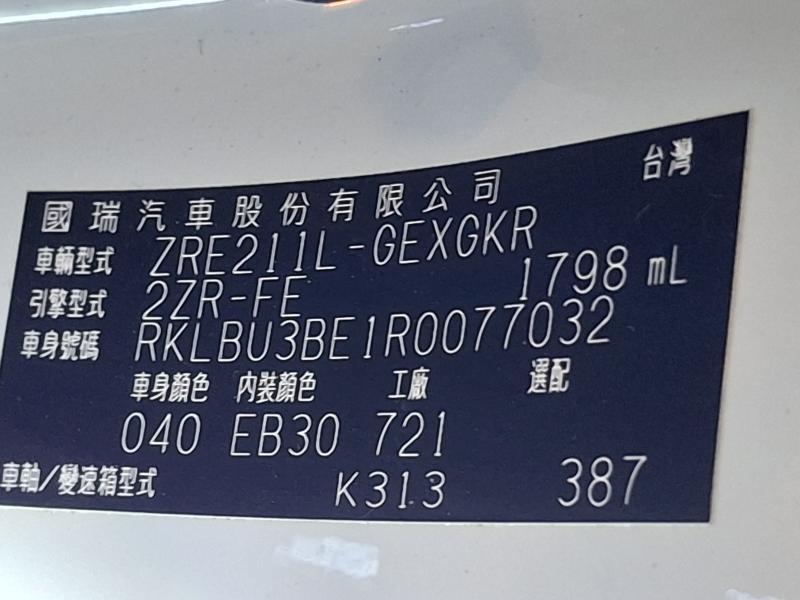 台灣
國瑞汽車股份有限公司
車輛型式 ZRE211L-GEXGKR
引擎型式 2ZR-FE 1798 mL
車身號碼 RKLBU3BE1R0077032
車身顏色 內裝顏色 工廠 選配
040 EB30 721
車軸/變速箱型式 K313 387